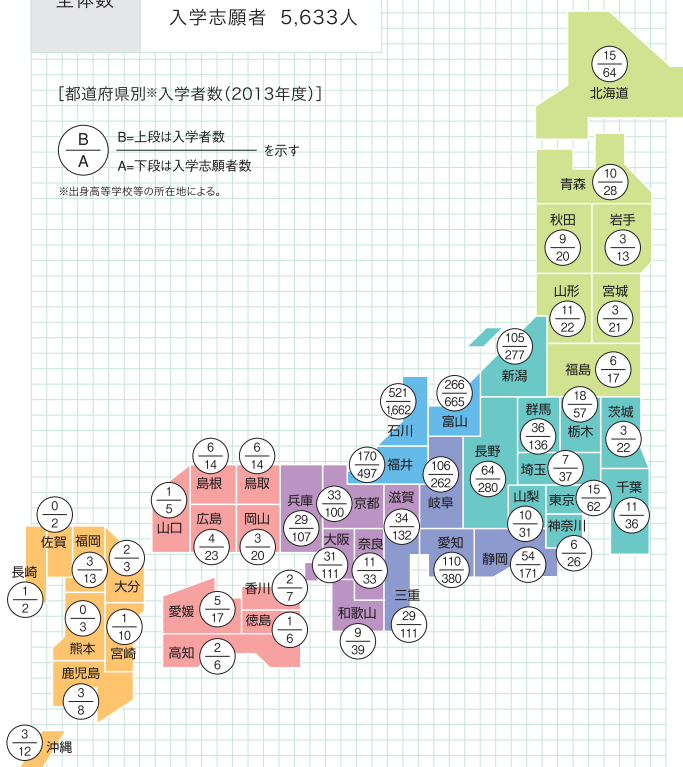 全体数
入学志願者 5,633人
[都道府県別※入学者数(2013年度)]
B
A
B=上段は入学者数
A=下段は入学志願者数
を示す
※出身高等学校等の所在地による。
15
64
北海道
青森
10
28
秋田
9
20
岩手
3
13
山形
11
22
宮城
3
21
福島
6
17
105
277
新潟
266
665
富山
521
1662
石川
170
497
福井
18
57
栃木
群馬
36
136
茨城
3
22
長野
64
280
埼玉
7
37
千葉
11
36
山梨
10
31
東京
15
62
神奈川
6
26
106
262
岐阜
愛知
110
380
静岡
54
171
三重
29
111
滋賀
34
132
京都
33
100
兵庫
29
107
大阪
31
111
奈良
11
33
和歌山
9
39
6
14
島根
6
14
鳥取
1
5
山口
広島
4
23
岡山
3
20
香川
2
7
愛媛
5
17
徳島
1
6
高知
2
6
0
2
佐賀
福岡
3
13
2
3
大分
長崎
1
2
0
3
熊本
1
10
宮崎
鹿児島
3
8
3
12
沖縄